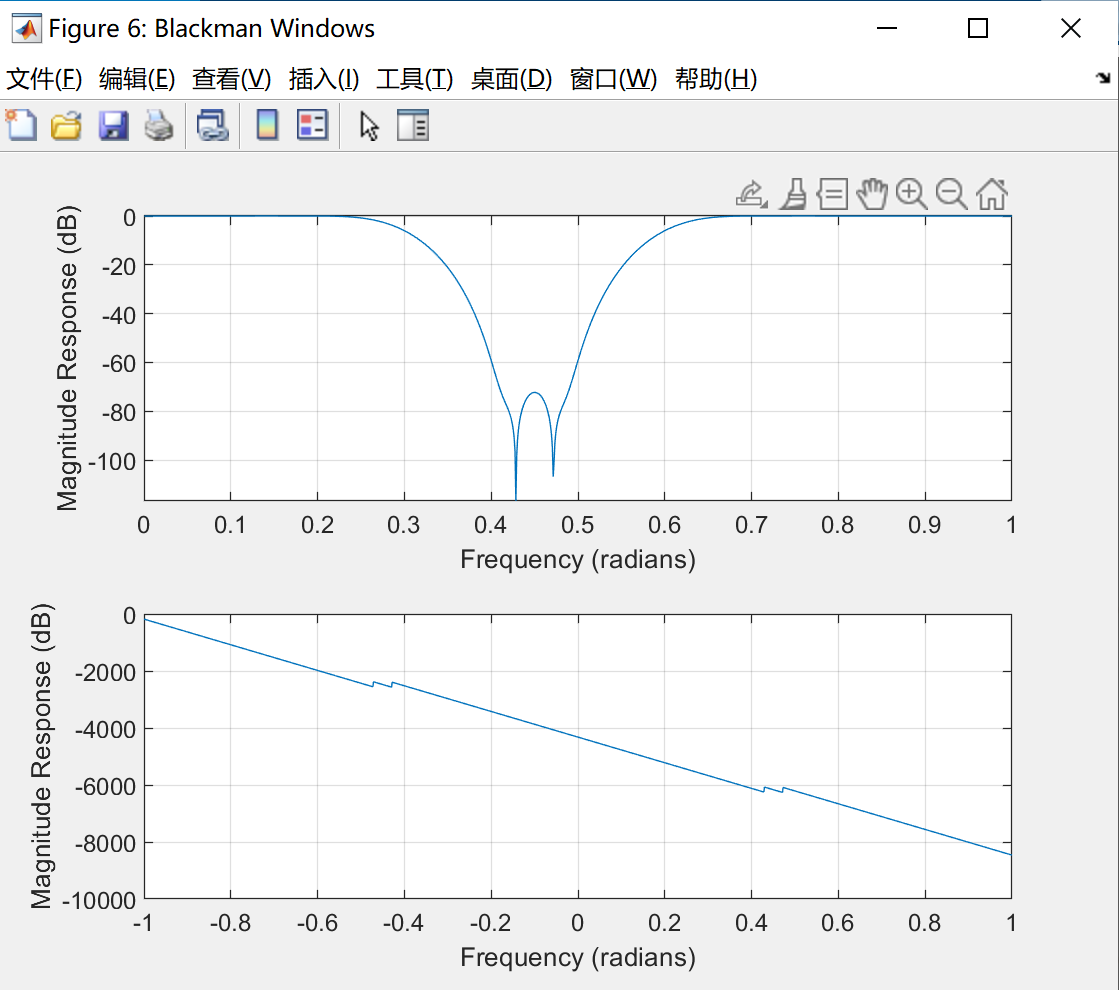 Figure 6: Blackman Windows
文件(F) 编辑(E) 查看(V) 插入(I) 工具(T) 桌面(D) 窗口(W) 帮助(H)
Magnitude Response (dB)
0
-20
-40
-60
-80
-100
0 0.1 0.2 0.3 0.4 0.5 0.6 0.7 0.8 0.9 1
Frequency (radians)
Magnitude Response (dB)
0
-2000
-4000
-6000
-8000
-10000
-1 -0.8 -0.6 -0.4 -0.2 0 0.2 0.4 0.6 0.8 1
Frequency (radians)